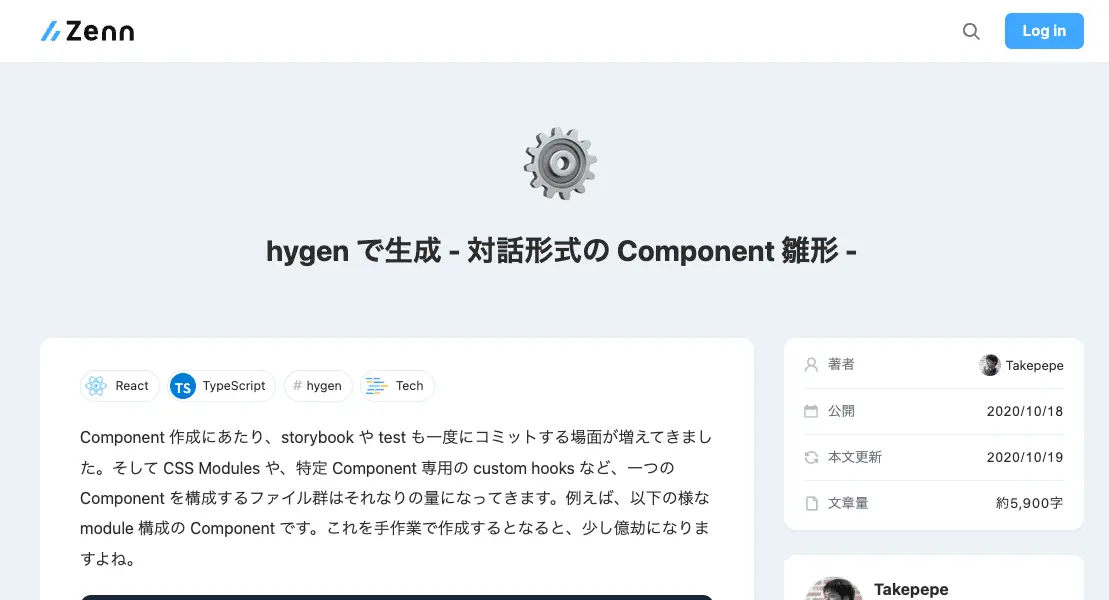 Zenn
Log in
hygen で生成 - 対話形式の Component 雛形 -
React
TypeScript
# hygen
Tech
Component 作成にあたり、storybook や test も一度にコミットする場面が増えてきまし
た。そして CSS Modules や、特定 Component 専用の custom hooks など、一つの
Component を構成するファイル群はそれなりの量になってきます。例えば、以下の様な
module 構成の Component です。これを手作業で作成するとなると、少し億劫になりま
すよね。
著者 Takepepe
公開 2020/10/18
本文更新 2020/10/19
文章量 約5,900字
Takepepe